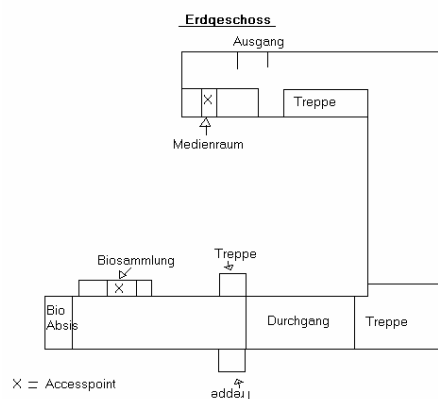 Erdgeschoss
Ausgang
X
Treppe
Medienraum
Biosammlung
Treppe
X
Bio
Absis
Durchgang
Treppe
X = Accesspoint
Treppe